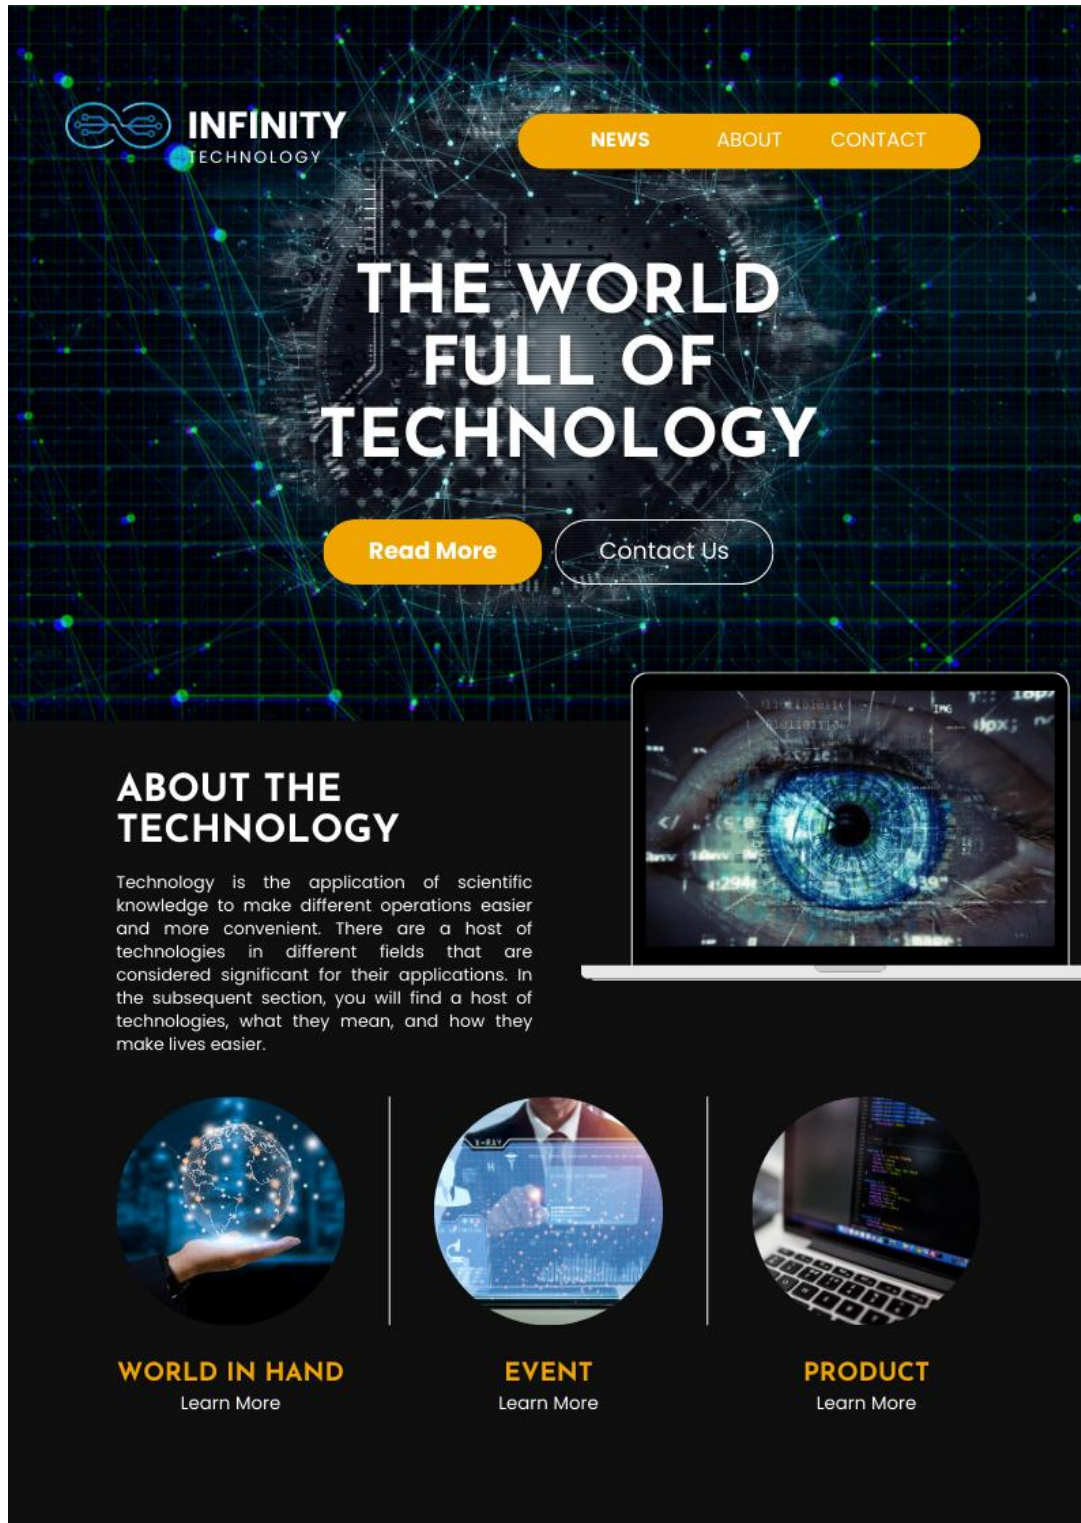 INFINITY
TECHNOLOGY
NEWS ABOUT CONTACT
THE WORLD
FULL OF
TECHNOLOGY
Read More Contact Us
IMG
ABOUT THE
TECHNOLOGY
Technology is the application of scientific
knowledge to make different operations easier
and more convenient. There are a host of
technologies in different fields that are
considered significant for their applications. In
the subsequent section, you will find a host of
technologies, what they mean, and how they
make lives easier.
X-RAY
WORLD IN HAND
Learn More
EVENT
Learn More
PRODUCT
Learn More